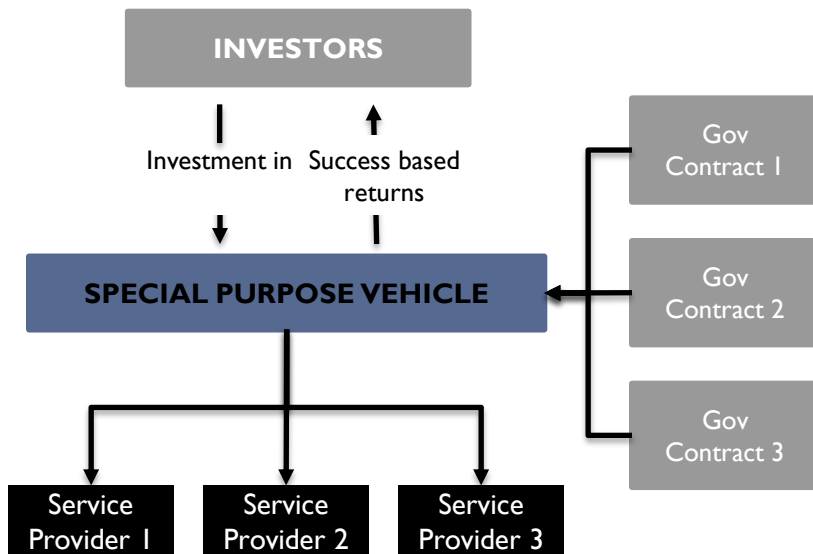 INVESTORS
Investment in
Success based
returns
SPECIAL PURPOSE VEHICLE
Gov
Contract 1
Gov
Contract 2
Gov
Contract 3
Service
Provider 1
Service
Provider 2
Service
Provider 3